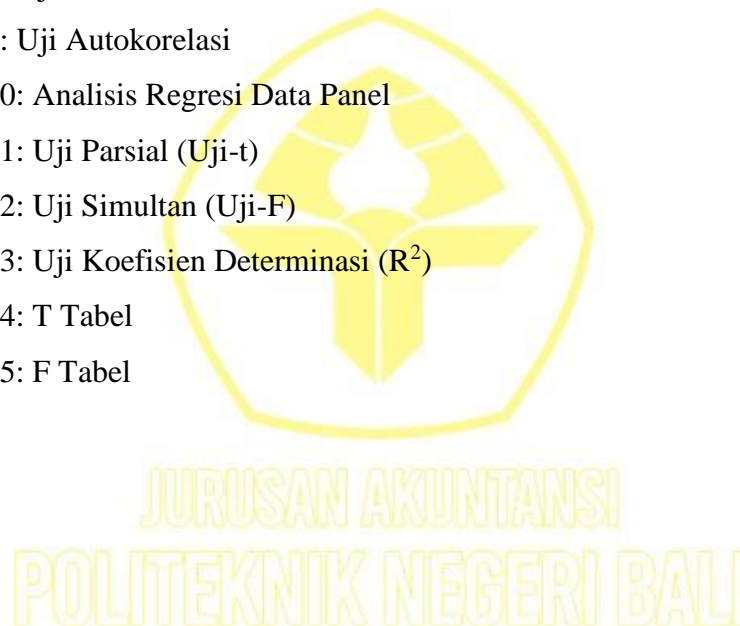 : Uji Autokorelasi
0: Analisis Regresi Data Panel
1: Uji Parsial (Uji-t)
2: Uji Simultan (Uji-F)
3: Uji Koefisien Determinasi (R²)
4: T Tabel
5: F Tabel
JURUSAN AKUNTANSI
POLITEKNIK NEGERI BALI